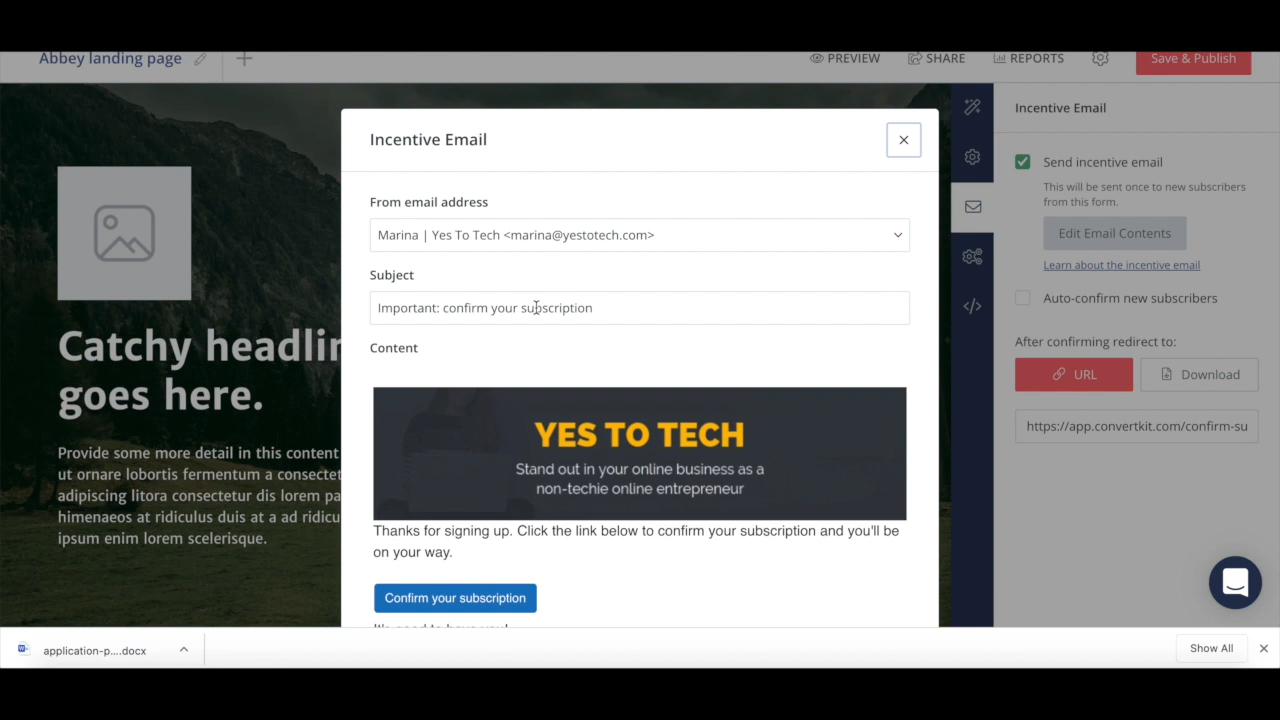 Abbey landing page
PREVIEW
SHARE
REPORTS
Save & Publish
Incentive Email
From email address
Marina | Yes To Tech <marina@yestotech.com>
Subject
Important: confirm your subscription
Content
YES TO TECH
Stand out in your online business as a
non-techie online entrepreneur
Thanks for signing up. Click the link below to confirm your subscription and you'll be
on your way.
Confirm your subscription
It's good to have you!
Catchy headlin
goes here.
Provide some more detail in this content
ut ornare lobortis fermentum a consectet
adipiscing litora consectetur dis lorem pa
himenaeos at ridiculus duis at a ad ridicu
ipsum enim lorem scelerisque.
Incentive Email
Send incentive email
This will be sent once to new subscribers
from this form.
Edit Email Contents
Learn about the incentive email
Auto-confirm new subscribers
After confirming redirect to:
URL
Download
https://app.convertkit.com/confirm-su
application-p....docx
Show All